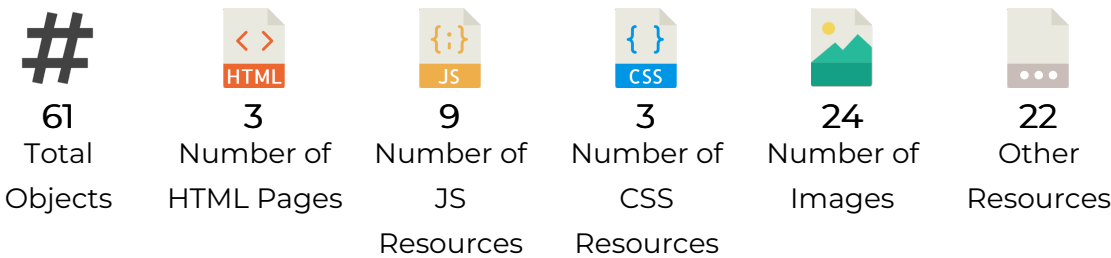 #
< >
HTML
{;}
JS
{ }
CSS
61
Total
Objects
3
Number of
HTML Pages
9
Number of
JS
Resources
3
Number of
CSS
Resources
24
Number of
Images
22
Other
Resources